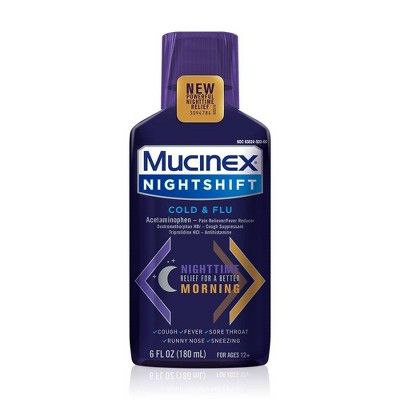 NEW
POWERFUL
NIGHTTIME
RELIEF
3094784
Mucinex
NIGHTSHIFT
COLD & FLU
Acetaminophen – Pain Reliever/Fever Reducer
Dextromethorphan HBr – Cough Suppressant
Triprolidine HCl – Antihistamine
NIGHTTIME
RELIEF FOR A BETTER
MORNING
✓COUGH ✓FEVER ✓SORE THROAT
✓RUNNY NOSE ✓SNEEZING
6 FL OZ (180 mL) FOR AGES 12+